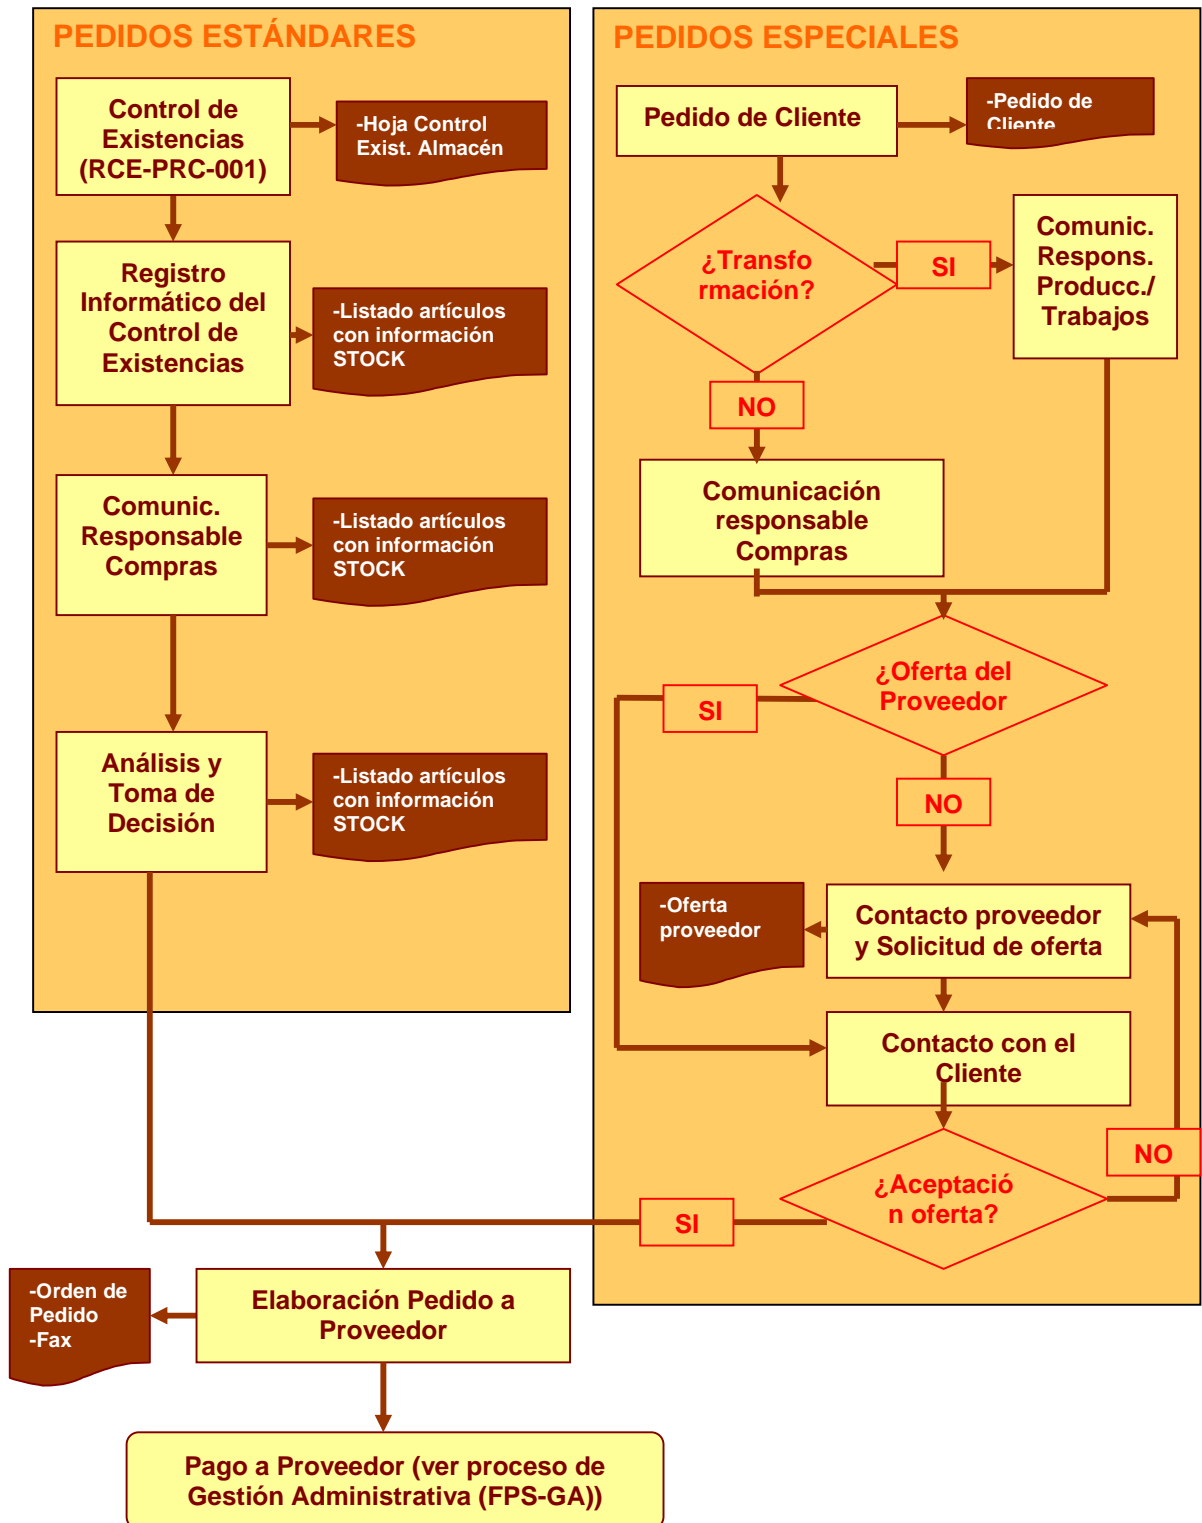 PEDIDOS ESTÁNDARES
Control de
Existencias
(RCE-PRC-001)
-Hoja Control
Exist. Almacén
Registro
Informático del
Control de
Existencias
-Listado artículos
con información
STOCK
Comunic.
Responsable
Compras
-Listado artículos
con información
STOCK
Análisis y
Toma de
Decisión
-Listado artículos
con información
STOCK
PEDIDOS ESPECIALES
Pedido de Cliente
-Pedido de
Cliente
¿Transfo
rmación?
SI
Comunic.
Respons.
Producc./
Trabajos
NO
Comunicación
responsable
Compras
¿Oferta del
Proveedor
SI
NO
-Oferta
proveedor
Contacto proveedor
y Solicitud de oferta
Contacto con el
Cliente
NO
¿Aceptació
n oferta?
SI
-Orden de
Pedido
-Fax
Elaboración Pedido a
Proveedor
Pago a Proveedor (ver proceso de
Gestión Administrativa (FPS-GA))